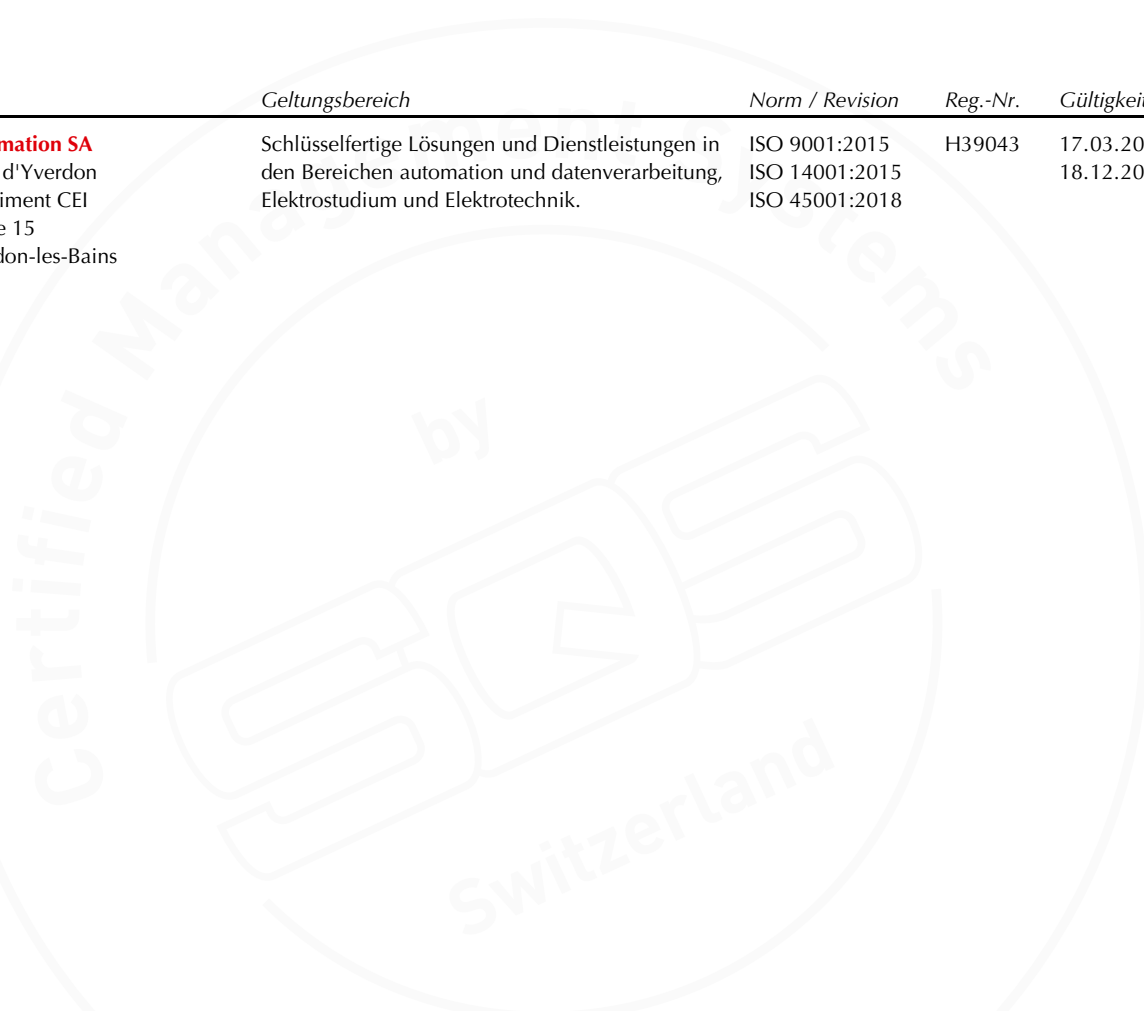 Geltungsbereich Norm / Revision Reg.-Nr. Gültigkeit
mation SA Schlüsselfertige Lösungen und Dienstleistungen in ISO 9001:2015 H39043 17.03.20
d'Yverdon den Bereichen automation und datenverarbeitung, ISO 14001:2015 18.12.20
iment CEI Elektrostudium und Elektrotechnik. ISO 45001:2018
e 15
don-les-Bains
Certified Management Systems
by
SQS
Switzerland